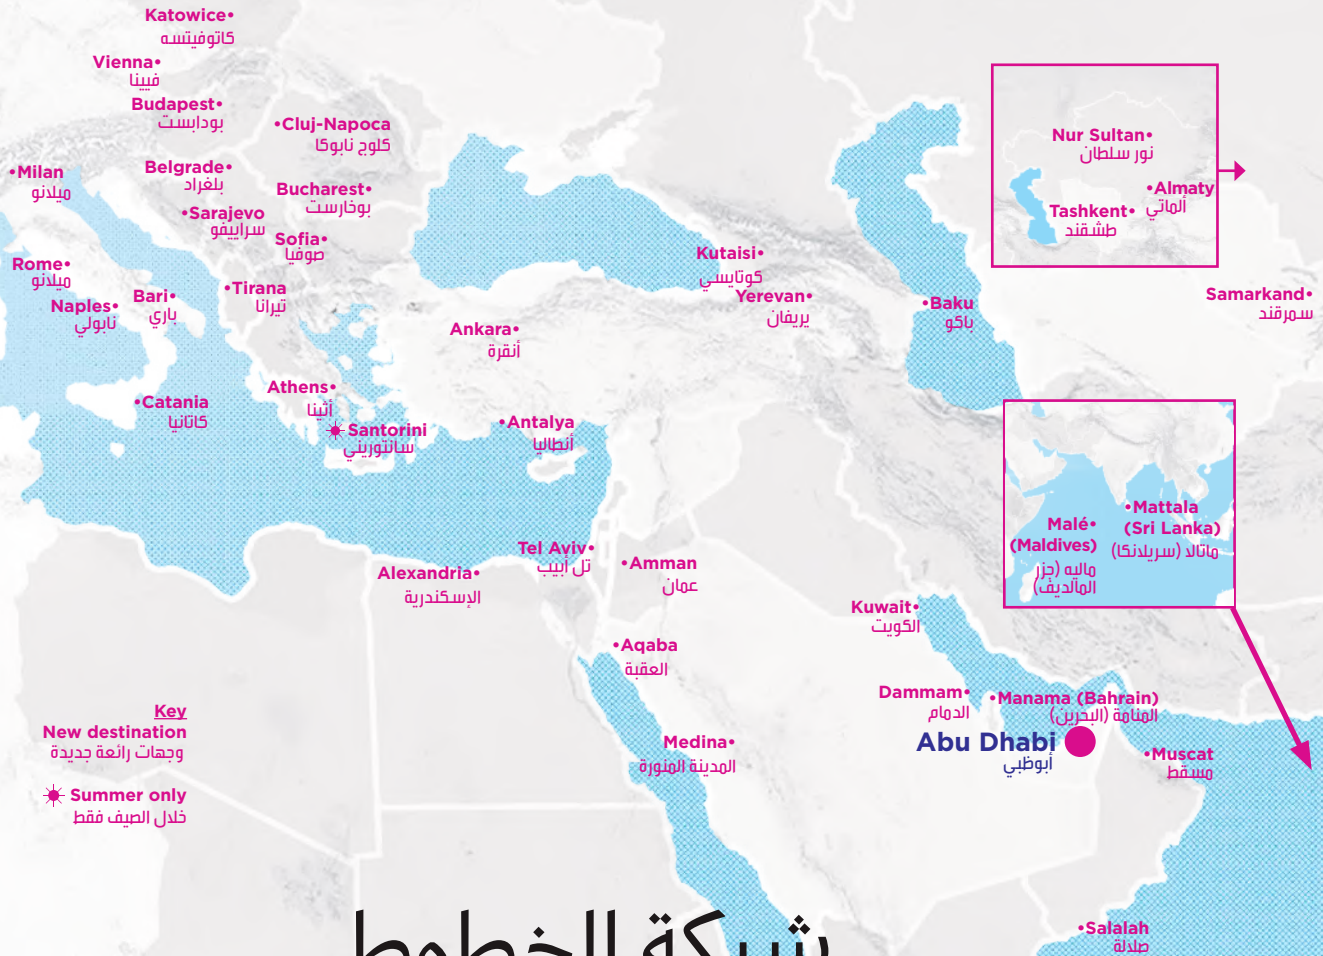 Katowice•
كاتوفيتسه
Vienna•
فيينا
Budapest•
بودابست
•Cluj-Napoca
كلوج نابوكا
•Milan
ميلانو
Belgrade•
بلغراد
Bucharest•
بوخارست
•Sarajevo
سراييفو
Sofia•
صوفيا
Rome•
ميلانو
Naples•
نابولي
Bari•
باري
•Tirana
تيرانا
Kutaisi•
كوتايسي
Yerevan•
يريفان
•Baku
باكو
Nur Sultan•
نور سلطان
•Almaty
ألماتي
Tashkent•
طشقند
Samarkand•
سمرقند
Ankara•
أنقرة
Athens•
أثينا
•Catania
كاتانيا
Santorini
سانتوريني
•Antalya
أنطاليا
•Mattala
(Sri Lanka)
ماتالا (سريلانكا)
Malé•
(Maldives)
ماليه (جزر
المالديف)
Tel Aviv•
تل أبيب
•Amman
عمان
Alexandria•
الإسكندرية
Kuwait•
الكويت
•Aqaba
العقبة
Dammam•
الدمام
•Manama (Bahrain)
المنامة (البحرين)
Abu Dhabi
أبوظبي
Medina•
المدينة المنورة
•Muscat
مسقط
Key
New destination
وجهات رائعة جديدة
Summer only
خلال الصيف فقط
•Salalah
صلالة
شبكة الخطوط